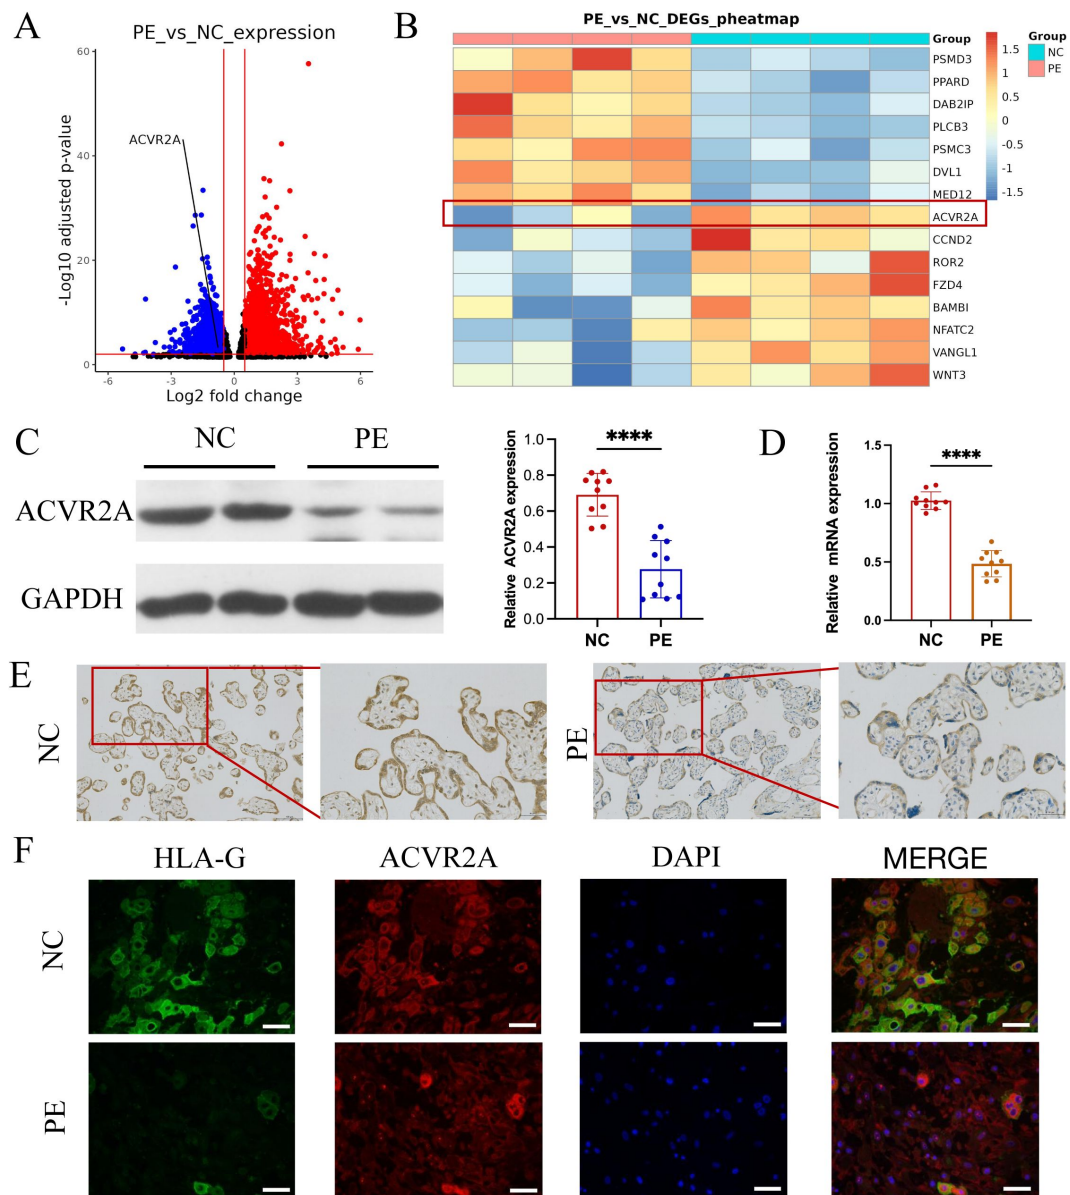 A
PE_vs_NC_expression
60
40
20
0
-Log10 adjusted p-value
ACVR2A
-6 -3 0 3 6
Log2 fold change
B
PE_vs_NC_DEGs_pheatmap
Group
PSMD3
PPARD
DAB2IP
PLCB3
PSMC3
DVL1
MED12
ACVR2A
CCND2
ROR2
FZD4
BAMBI
NFATC2
VANGL1
WNT3
1.5
1
0.5
0
-0.5
-1
-1.5
Group
NC
PE
C
NC PE
ACVR2A
GAPDH
Relative ACVR2A expression
1.0
0.8
0.6
0.4
0.2
0.0
****
NC PE
D
Relative mRNA expression
1.5
1.0
0.5
0.0
****
NC PE
E
NC
PE
F
HLA-G ACVR2A DAPI MERGE
NC
PE